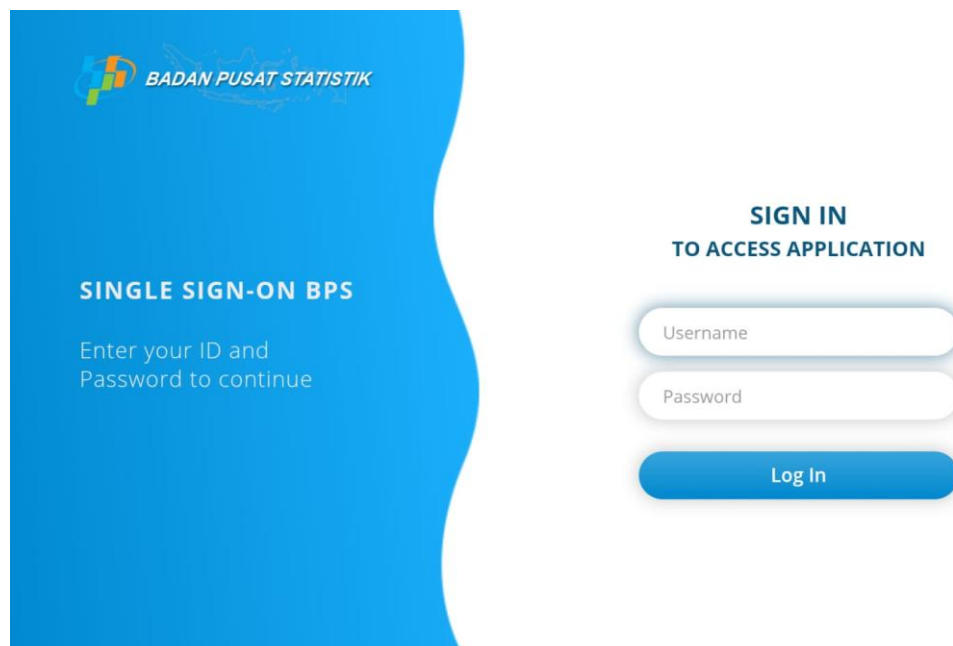 BADAN PUSAT STATISTIK
SINGLE SIGN-ON BPS
Enter your ID and
Password to continue
SIGN IN
TO ACCESS APPLICATION
Username
Password
Log In